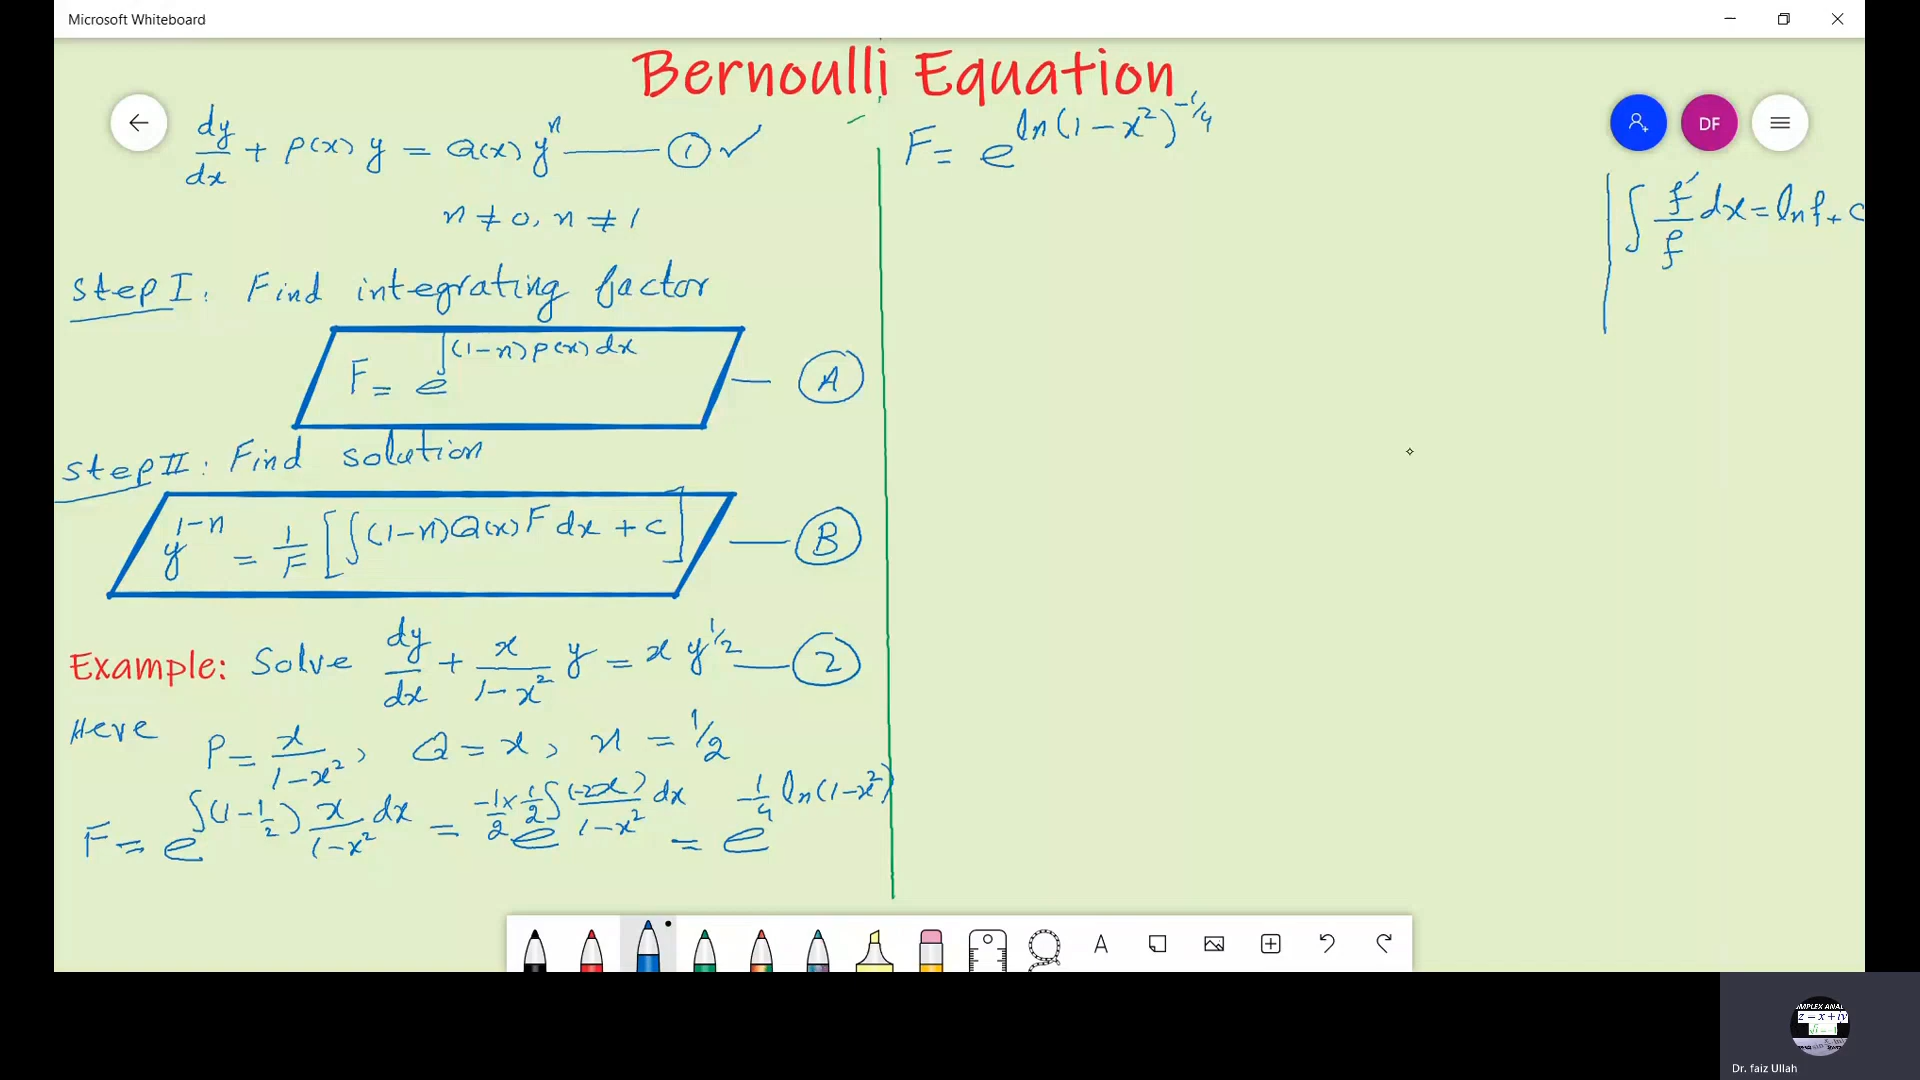 Microsoft Whiteboard
Bernoulli Equation
dy/dx + P(x) y = Q(x) y^n —— ① ✓
n ≠ 0, n ≠ 1
Step I: Find integrating factor
F = e^{∫(1-n)P(x)dx} — Ⓐ
Step II: Find solution
y^{1-n} = 1/F [∫(1-n)Q(x) F dx + c] — Ⓑ
Example: Solve dy/dx + x/(1-x²) y = x y^{1/2} — ②
Here P = x/(1-x²), Q = x, n = 1/2
F = e^{∫(1-1/2) x/(1-x²) dx} = e^{-1/2 × 1/2 ∫(-2x)/(1-x²) dx} = e^{-1/4 ln(1-x²)}
F = e^{ln(1-x²)^{-1/4}}
DF
∫ f′/f dx = ln f + c
A
z = x + iy
Dr. faiz Ullah